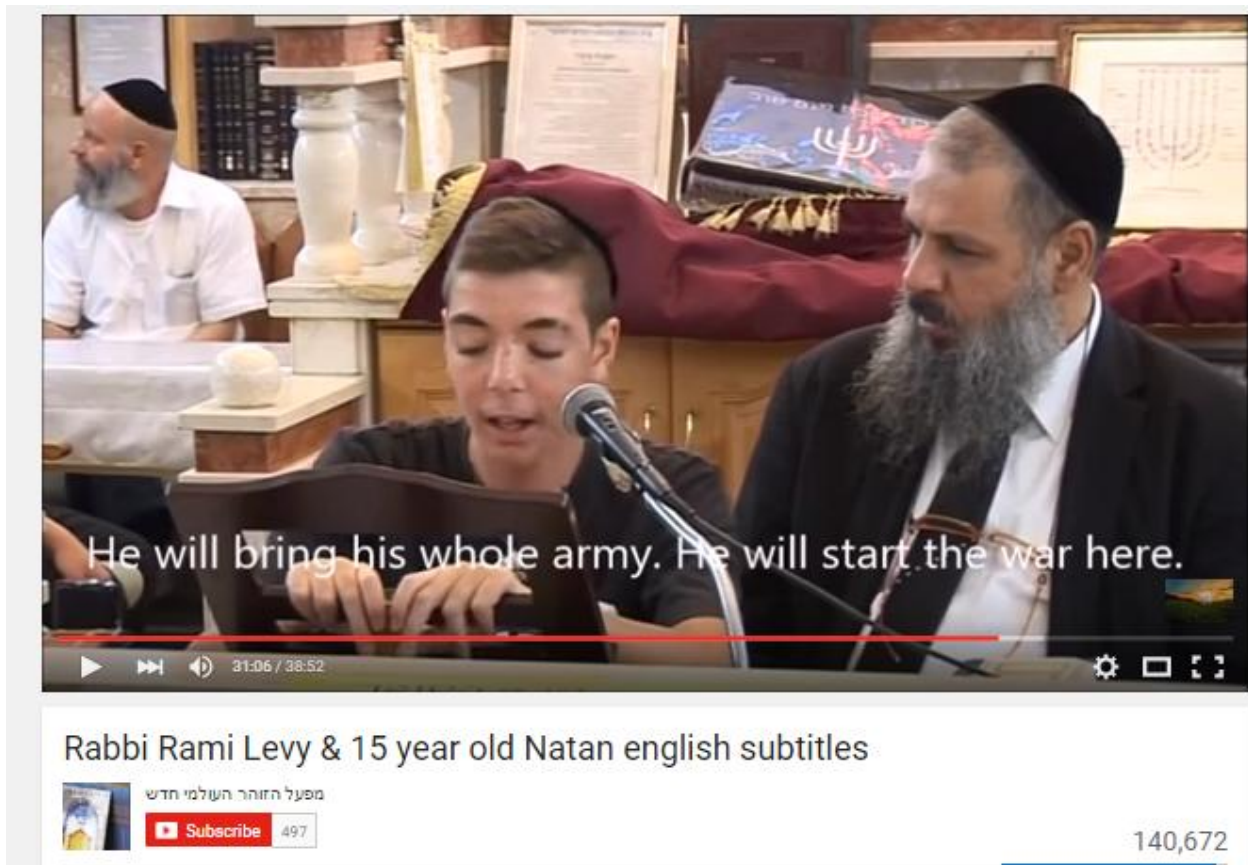 He will bring his whole army. He will start the war here.
31:06 / 38:52
Rabbi Rami Levy & 15 year old Natan english subtitles
מפעל הזוהר העולמי חדש
Subscribe 497
140,672